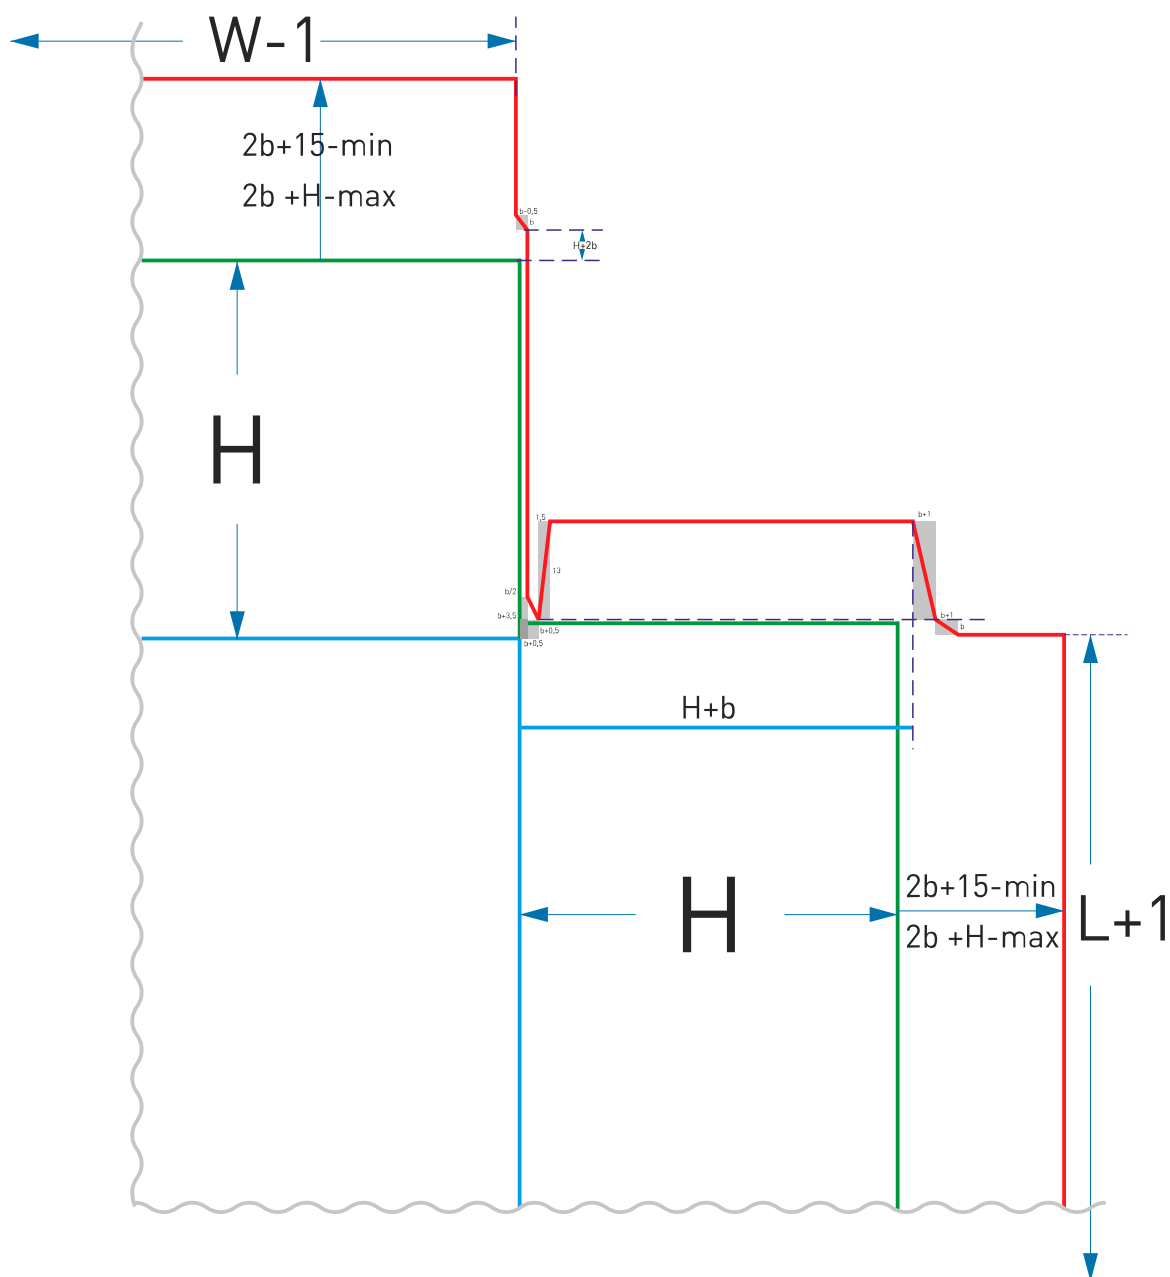 W-1
2b+15-min
2b +H-max
b-0,5
b
H+2b
H
1,5
b+1
13
b/2
b+3,5
b+0,5
b+0,5
b+1
b
H+b
H
2b+15-min
2b +H-max
L+1